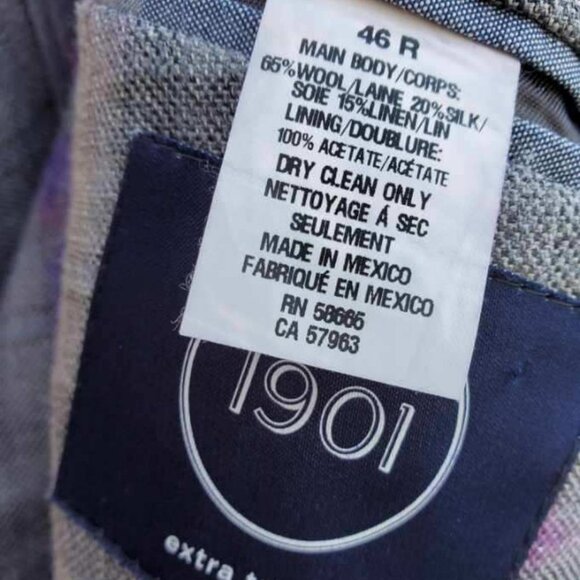 46 R
MAIN BODY/CORPS:
65%WOOL/LAINE 20%SILK/
SOIE 15%LINEN/LIN
LINING/DOUBLURE:
100% ACETATE/ACÉTATE
DRY CLEAN ONLY
NETTOYAGE Á SEC
SEULEMENT
MADE IN MEXICO
FABRIQUÉ EN MEXICO
RN 58665
CA 57963
1901
extra